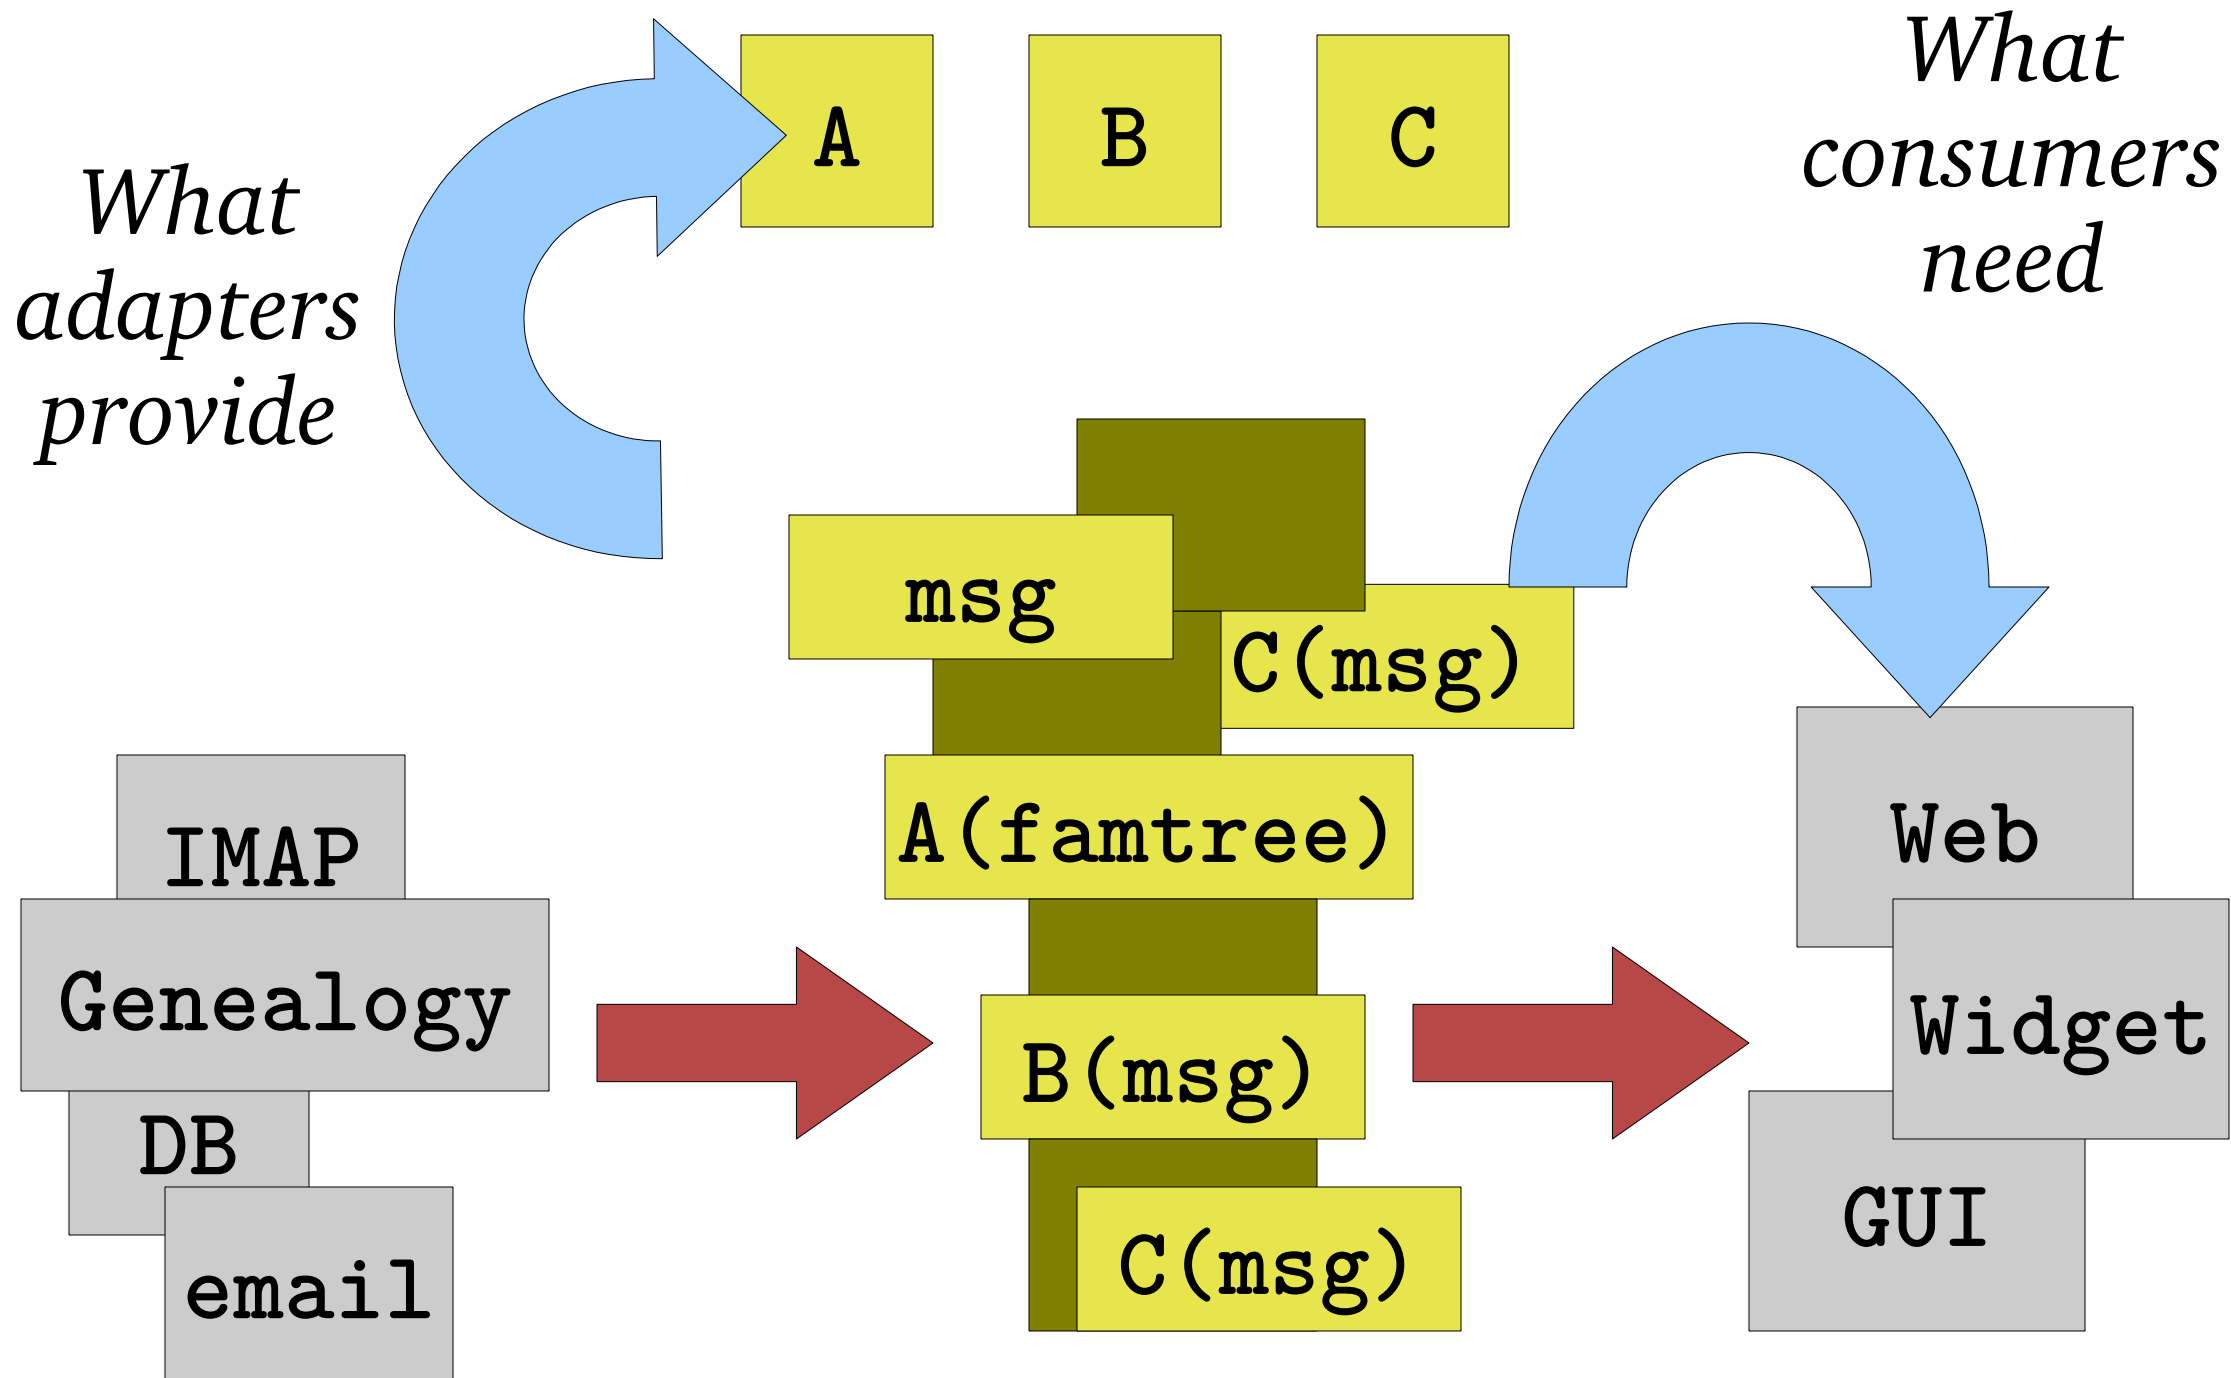 What
adapters
provide
A
B
C
What
consumers
need
msg
C(msg)
A(famtree)
B(msg)
C(msg)
IMAP
Genealogy
DB
email
Web
Widget
GUI